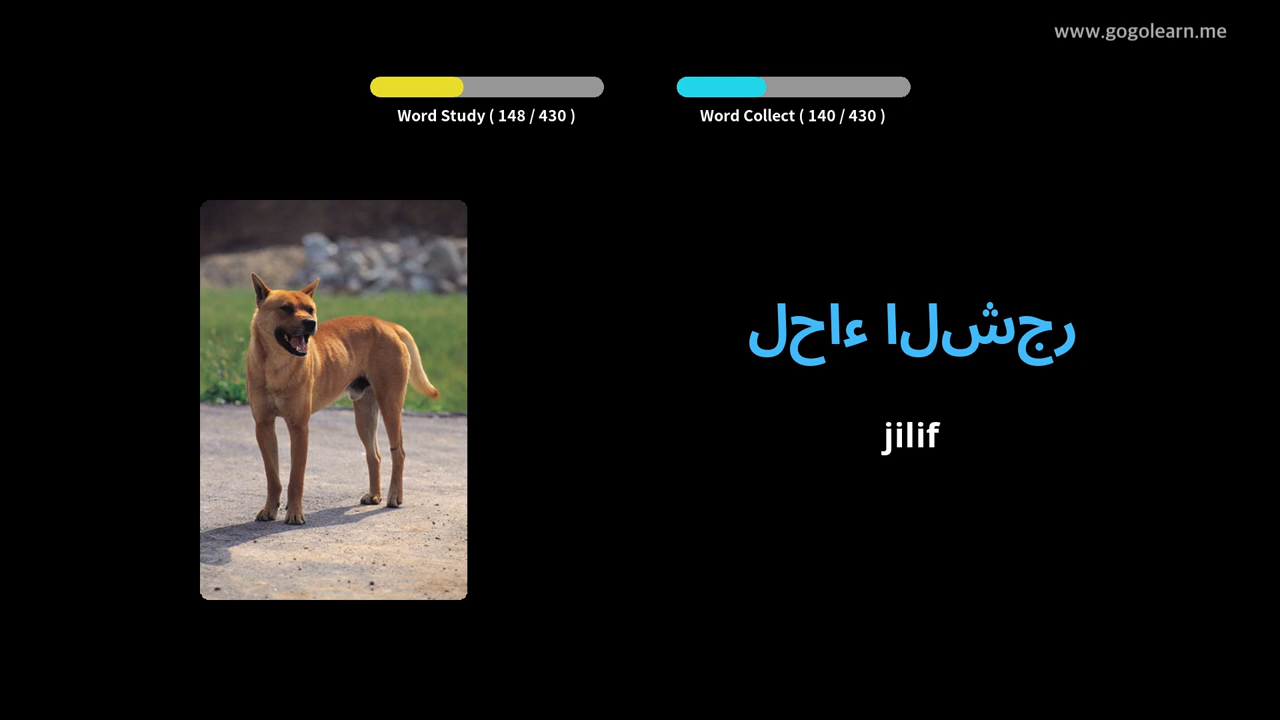 www.gogolearn.me
Word Study ( 148 / 430 )
Word Collect ( 140 / 430 )
لحاء الشجر
jilif